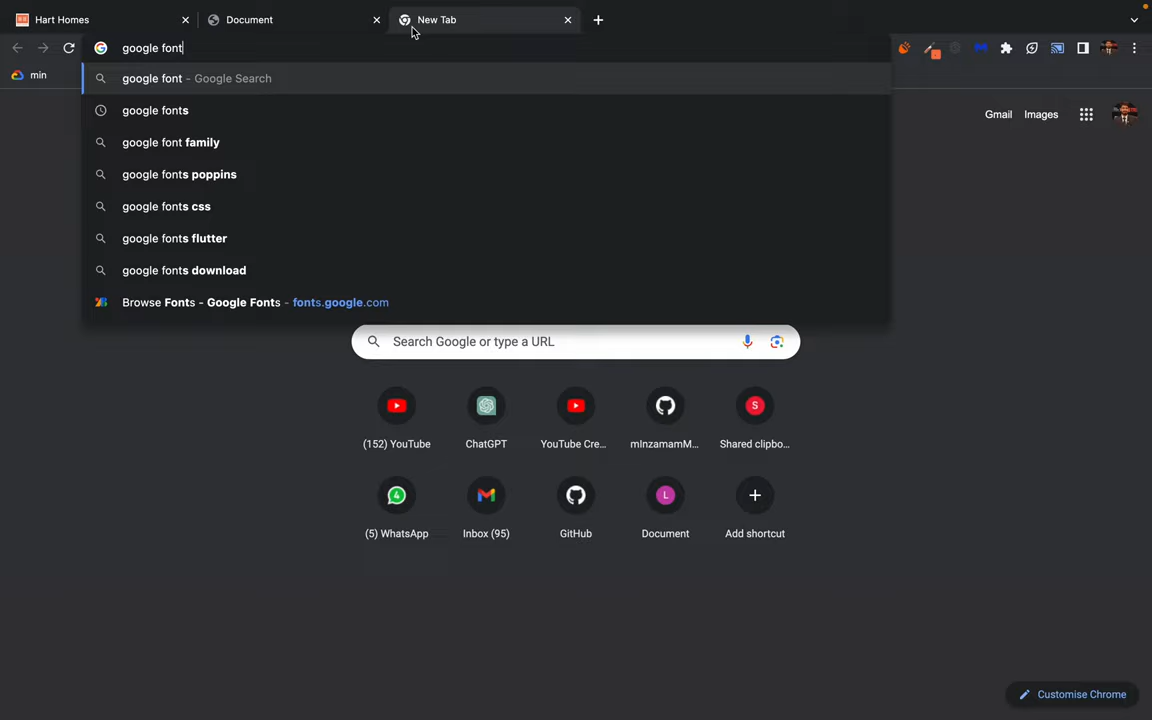 Hart Homes
Document
New Tab
google font
min
google font - Google Search
google fonts
google font family
google fonts poppins
google fonts css
google fonts flutter
google fonts download
Browse Fonts - Google Fonts - fonts.google.com
Gmail Images
Search Google or type a URL
(152) YouTube
ChatGPT
YouTube Cre...
mInzamamM...
S
Shared clipbo...
4
(5) WhatsApp
Inbox (95)
GitHub
L
Document
Add shortcut
Customise Chrome